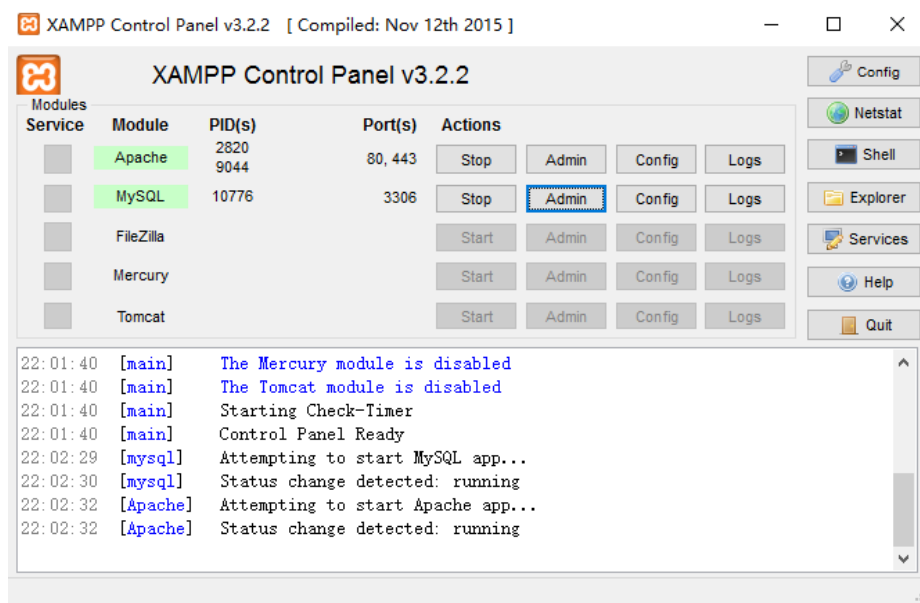 XAMPP Control Panel v3.2.2 [ Compiled: Nov 12th 2015 ]
XAMPP Control Panel v3.2.2
Config
Modules
Service Module PID(s) Port(s) Actions
Netstat
Apache 2820 9044 80, 443 Stop Admin Config Logs
Shell
MySQL 10776 3306 Stop Admin Config Logs
Explorer
FileZilla Start Admin Config Logs
Services
Mercury Start Admin Config Logs
Help
Tomcat Start Admin Config Logs
Quit
22:01:40 [main] The Mercury module is disabled
22:01:40 [main] The Tomcat module is disabled
22:01:40 [main] Starting Check-Timer
22:01:40 [main] Control Panel Ready
22:02:29 [mysql] Attempting to start MySQL app...
22:02:30 [mysql] Status change detected: running
22:02:32 [Apache] Attempting to start Apache app...
22:02:32 [Apache] Status change detected: running